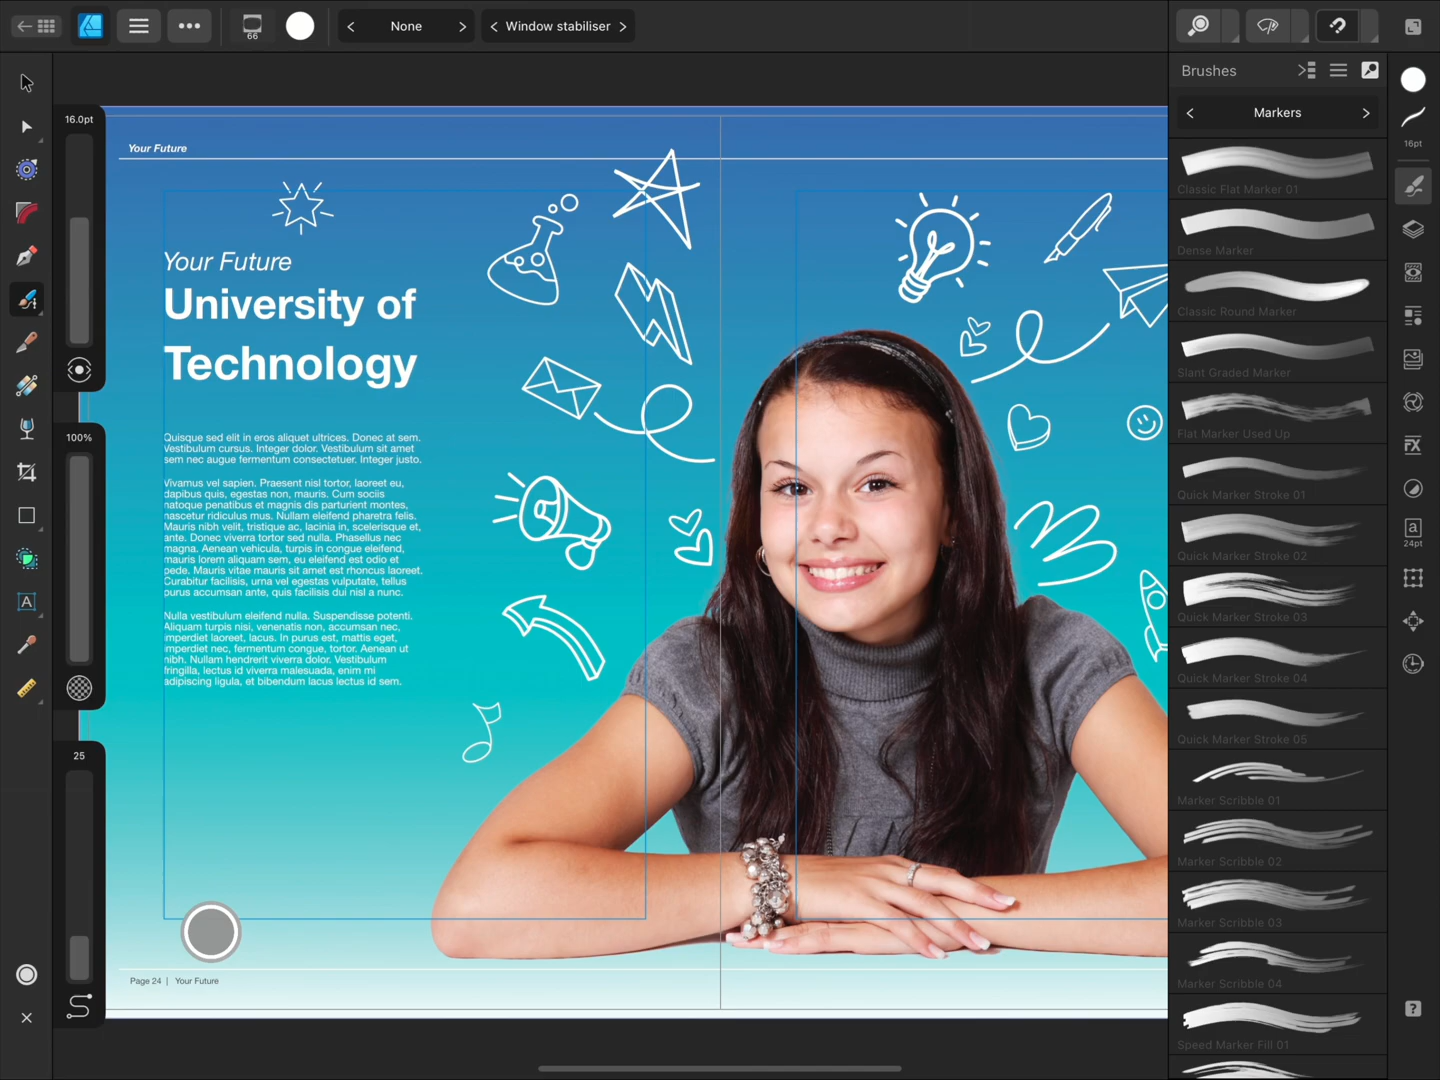 66
None
Window stabiliser
Brushes
Markers
16.0pt
100%
25
16pt
24pt
Your Future
Your Future
University of
Technology
Quisque sed elit in eros aliquet ultrices. Donec at sem.
Vestibulum cursus. Integer dolor. Vestibulum sit amet
sem nec augue fermentum consectetuer. Integer justo.
Vivamus vel sapien. Praesent nisl tortor, laoreet eu,
dapibus quis, egestas non, mauris. Cum sociis
natoque penatibus et magnis dis parturient montes,
nascetur ridiculus mus. Nullam eleifend pharetra felis.
Mauris nibh velit, tristique ac, lacinia in, scelerisque et,
ante. Donec viverra tortor sed nulla. Phasellus nec
magna. Aenean vehicula, turpis in congue eleifend,
mauris lorem aliquam sem, eu eleifend est odio et
pede. Mauris vitae mauris sit amet est rhoncus laoreet.
Curabitur facilisis, urna vel egestas vulputate, tellus
purus accumsan ante, quis facilisis dui nisl a nunc.
Nulla vestibulum eleifend nulla. Suspendisse potenti.
Aliquam turpis nisi, venenatis non, accumsan nec,
imperdiet laoreet, lacus. In purus est, mattis eget,
imperdiet nec, fermentum congue, tortor. Aenean ut
nibh. Nullam hendrerit viverra dolor. Vestibulum
fringilla, lectus id viverra malesuada, enim mi
adipiscing ligula, et bibendum lacus lectus id sem.
Page 24 | Your Future
Classic Flat Marker 01
Dense Marker
Classic Round Marker
Slant Graded Marker
Flat Marker Used Up
Quick Marker Stroke 01
Quick Marker Stroke 02
Quick Marker Stroke 03
Quick Marker Stroke 04
Quick Marker Stroke 05
Marker Scribble 01
Marker Scribble 02
Marker Scribble 03
Marker Scribble 04
Speed Marker Fill 01